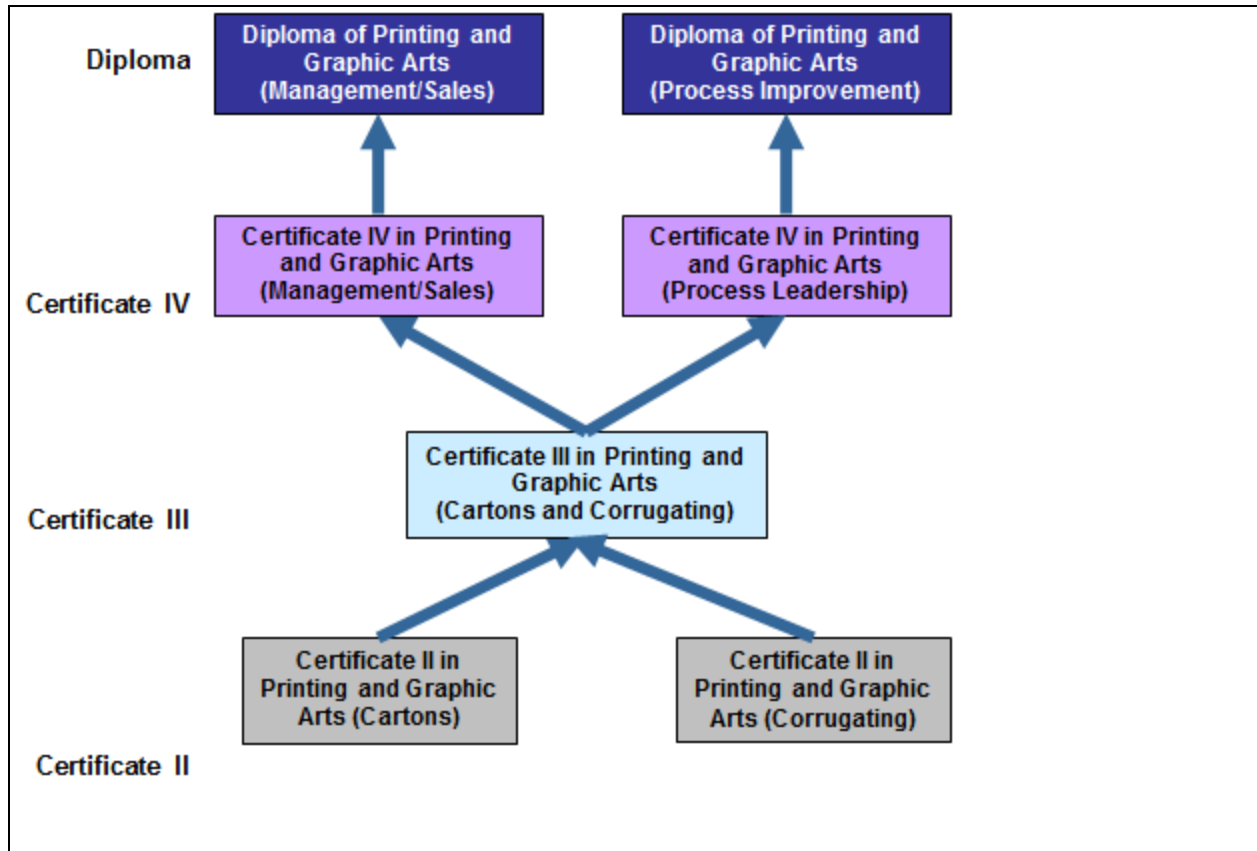 Diploma
Diploma of Printing and
Graphic Arts
(Management/Sales)
Diploma of Printing and
Graphic Arts
(Process Improvement)
Certificate IV
Certificate IV in Printing
and Graphic Arts
(Management/Sales)
Certificate IV in Printing
and Graphic Arts
(Process Leadership)
Certificate III
Certificate III in Printing and
Graphic Arts
(Cartons and Corrugating)
Certificate II in
Printing and Graphic
Arts (Cartons)
Certificate II in
Printing and Graphic
Arts (Corrugating)
Certificate II